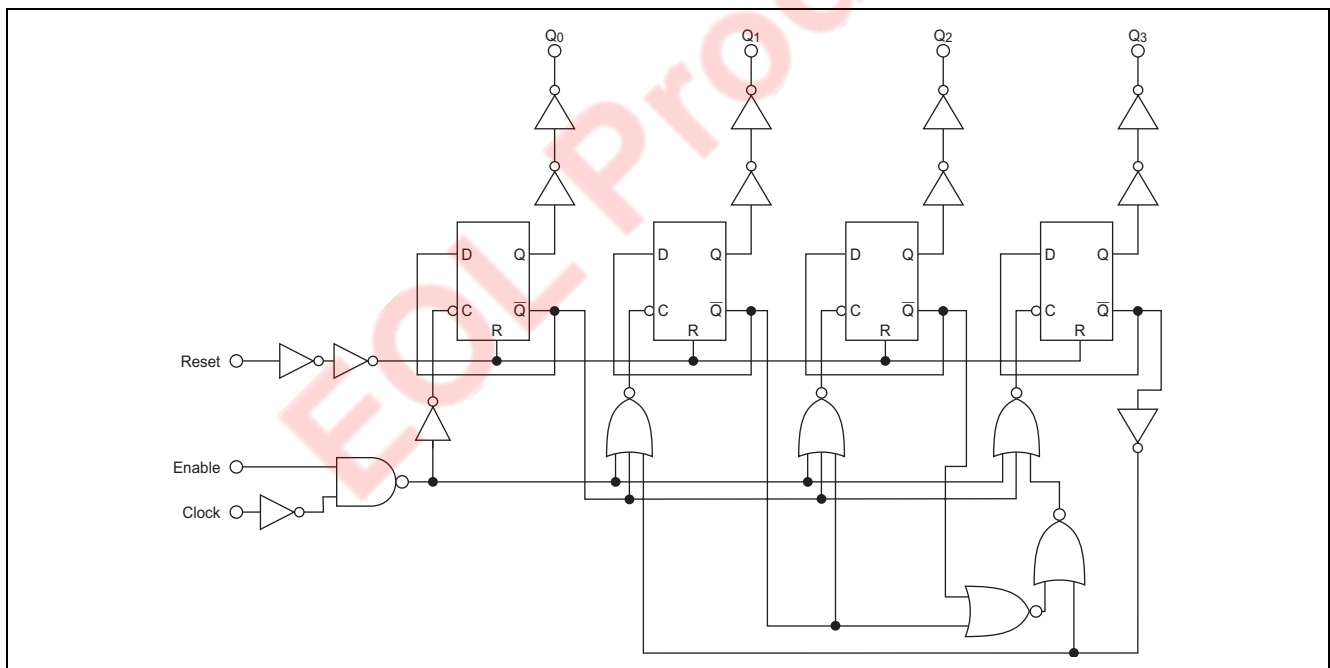 Q0
Q1
Q2
Q3
EOL Prod
D
Q
D
Q
D
Q
D
Q
C
Q̅
C
Q̅
C
Q̅
C
Q̅
R
R
R
R
Reset
Enable
Clock